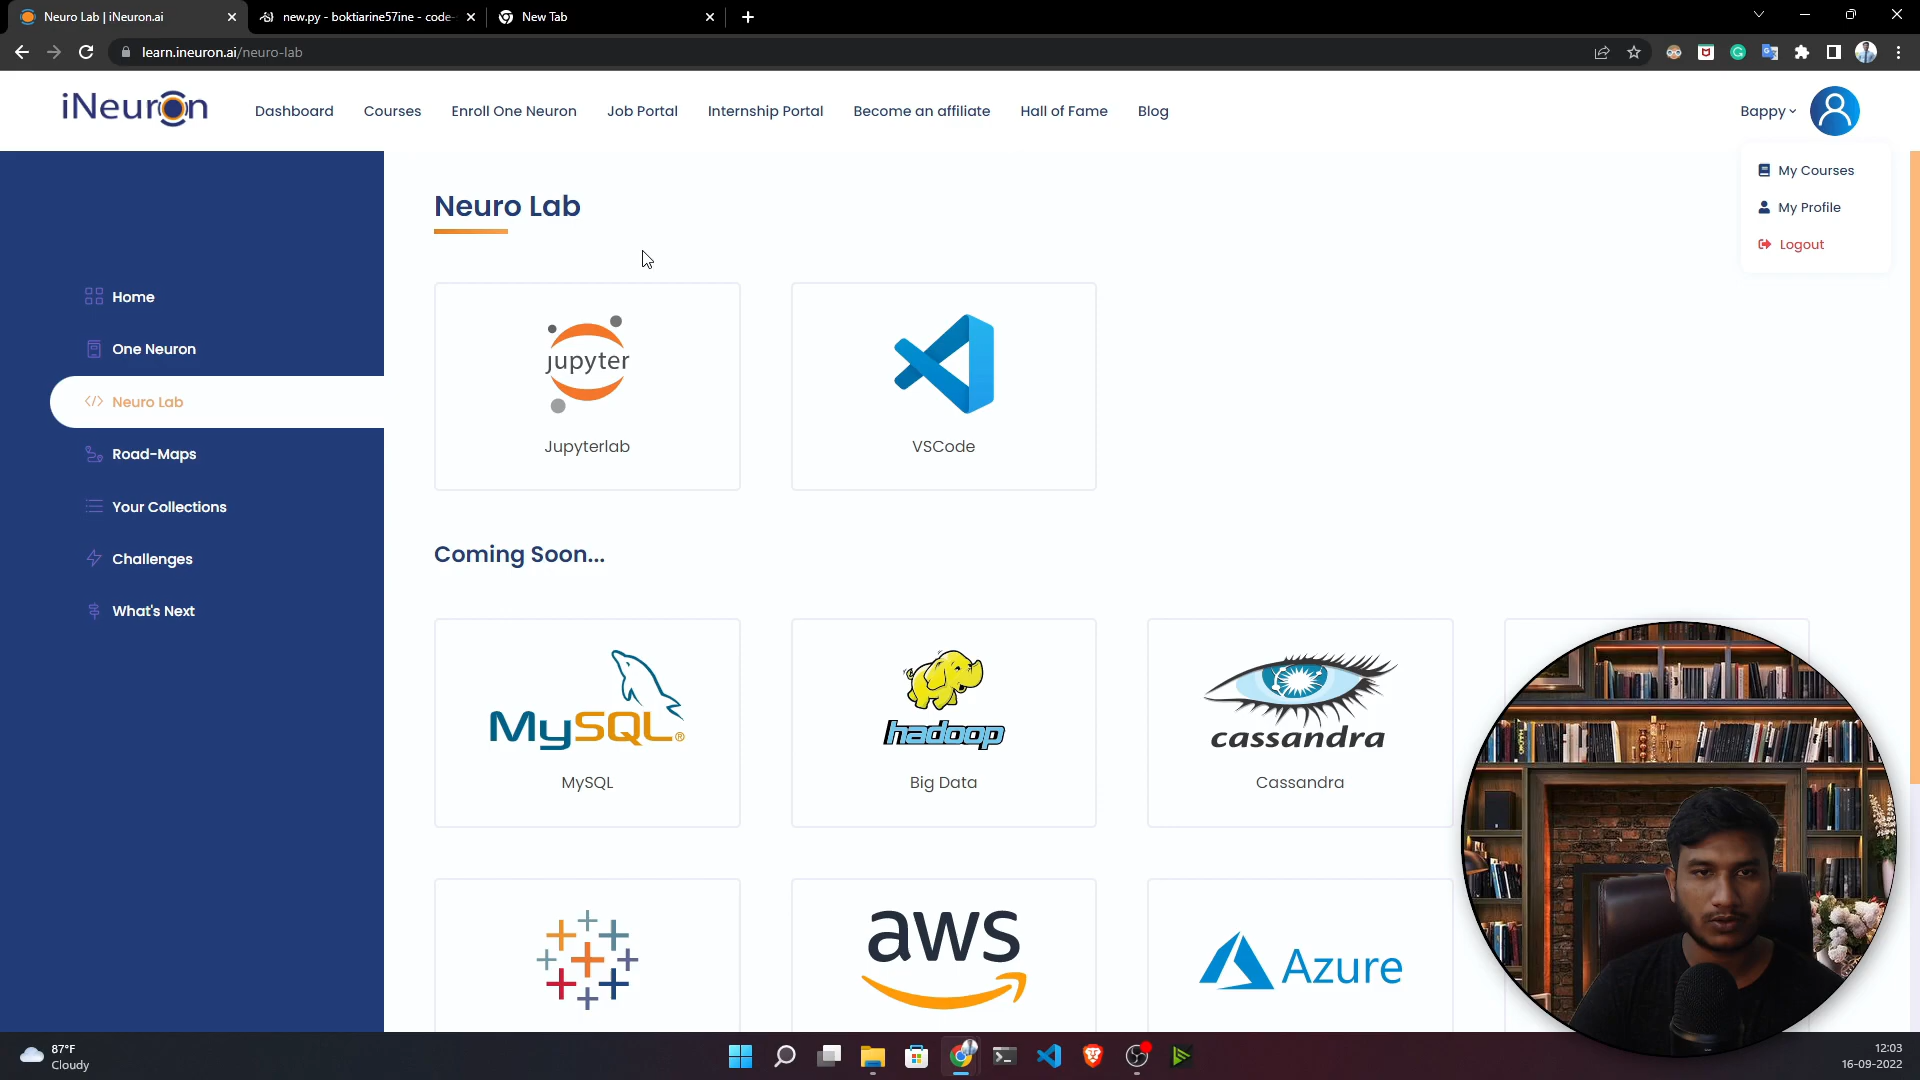 Neuro Lab | iNeuron.ai
new.py - boktiarine57ine - code-
New Tab
learn.ineuron.ai/neuro-lab
iNeuron
Dashboard
Courses
Enroll One Neuron
Job Portal
Internship Portal
Become an affiliate
Hall of Fame
Blog
Bappy
My Courses
My Profile
Logout
Home
One Neuron
Neuro Lab
Road-Maps
Your Collections
Challenges
What's Next
Neuro Lab
jupyter
Jupyterlab
VSCode
Coming Soon...
MySQL®
MySQL
hadoop
Big Data
cassandra
Cassandra
aws
Azure
87°F
Cloudy
12:03
16-09-2022